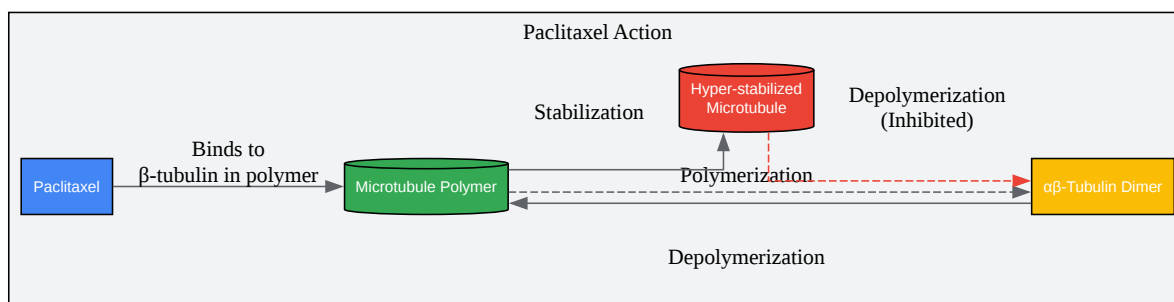 Paclitaxel Action
Hyper-stabilized
Microtubule
Stabilization
Depolymerization
(Inhibited)
Binds to
β-tubulin in polymer
Paclitaxel
Microtubule Polymer
Polymerization
αβ-Tubulin Dimer
Depolymerization